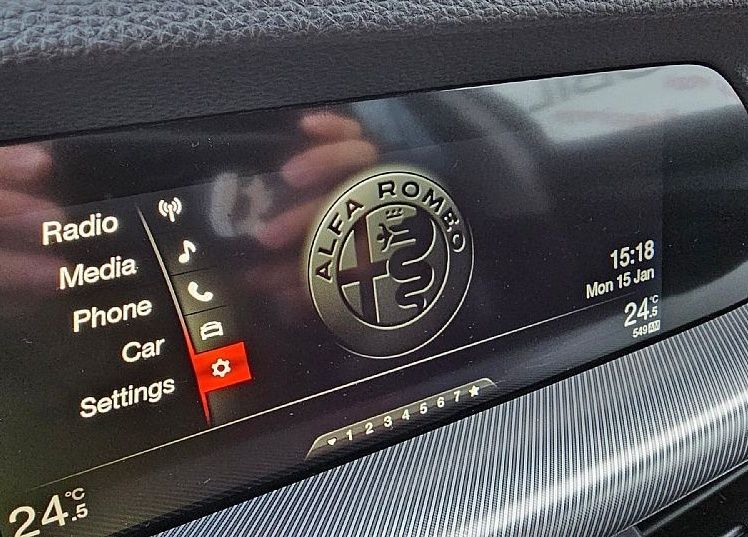 Radio
Media
Phone
Car
Settings
ALFA ROMEO
15:18
Mon 15 Jan
24.5°C
549 AM
1 2 3 4 5 6 7
24.5°C